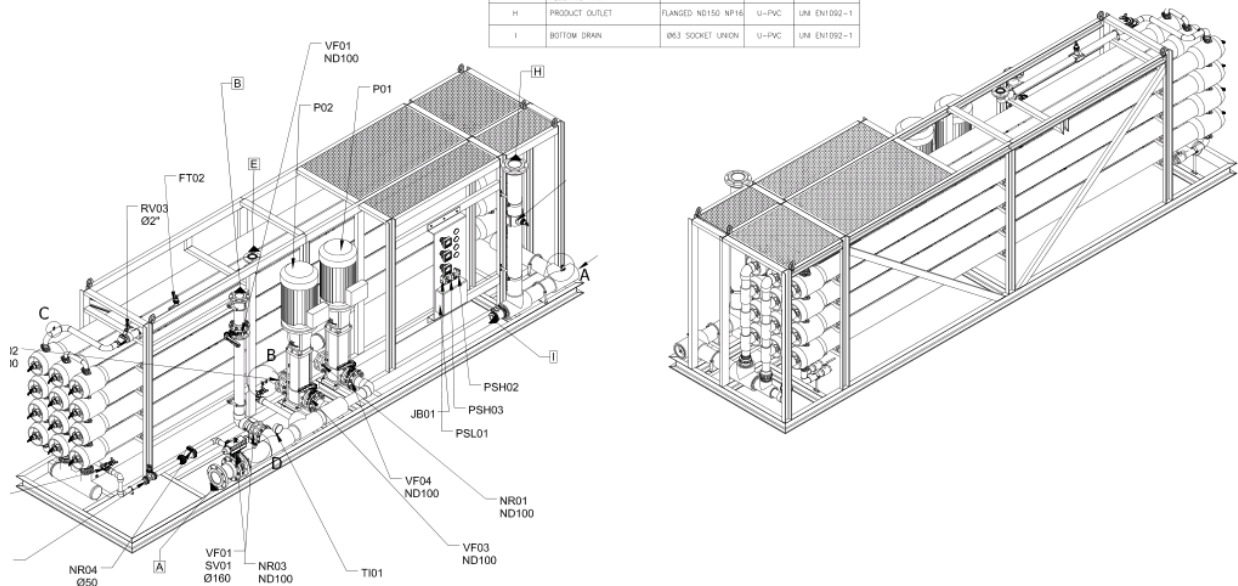 H PRODUCT OUTLET FLANGED ND150 NP16 U-PVC UNI EN1092-1
I BOTTOM DRAIN Ø63 SOCKET UNION U-PVC UNI EN1092-1
VF01
ND100
B
H
P02
P01
E
FT02
RV03
Ø2"
A
C
B
I
PSH02
JB01
PSH03
PSL01
D
VF04
ND100
NR01
ND100
VF03
ND100
A
VF01
SV01
Ø160
NR03
ND100
TI01
NR04
Ø50